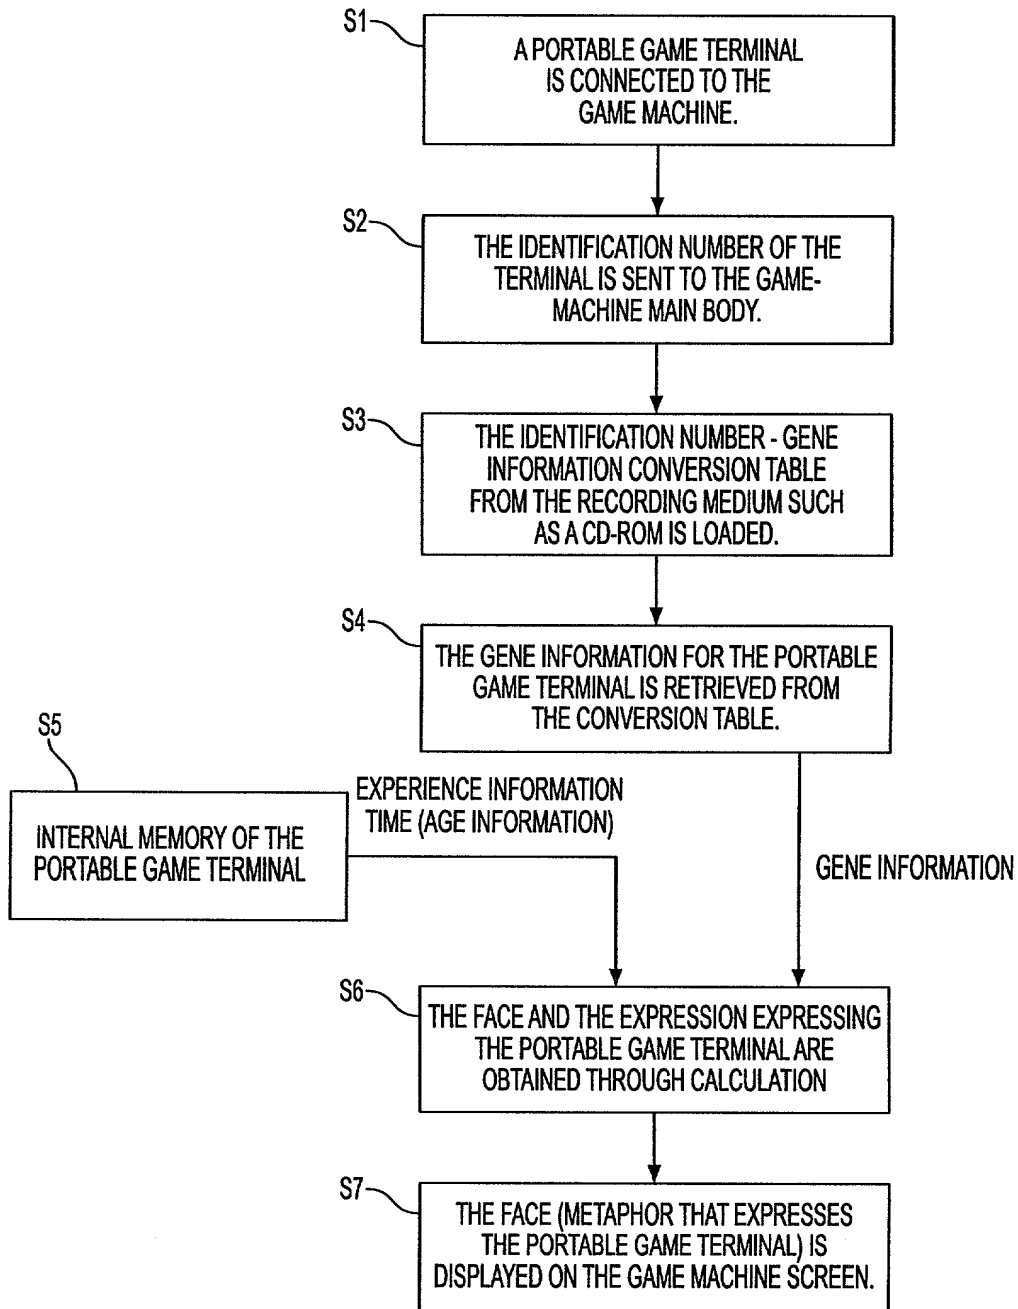 S1
A PORTABLE GAME TERMINAL
IS CONNECTED TO THE
GAME MACHINE.
S2
THE IDENTIFICATION NUMBER OF THE
TERMINAL IS SENT TO THE GAME-
MACHINE MAIN BODY.
S3
THE IDENTIFICATION NUMBER - GENE
INFORMATION CONVERSION TABLE
FROM THE RECORDING MEDIUM SUCH
AS A CD-ROM IS LOADED.
S4
THE GENE INFORMATION FOR THE PORTABLE
GAME TERMINAL IS RETRIEVED FROM
THE CONVERSION TABLE.
S5
INTERNAL MEMORY OF THE
PORTABLE GAME TERMINAL
EXPERIENCE INFORMATION
TIME (AGE INFORMATION)
GENE INFORMATION
S6
THE FACE AND THE EXPRESSION EXPRESSING
THE PORTABLE GAME TERMINAL ARE
OBTAINED THROUGH CALCULATION
S7
THE FACE (METAPHOR THAT EXPRESSES
THE PORTABLE GAME TERMINAL) IS
DISPLAYED ON THE GAME MACHINE SCREEN.